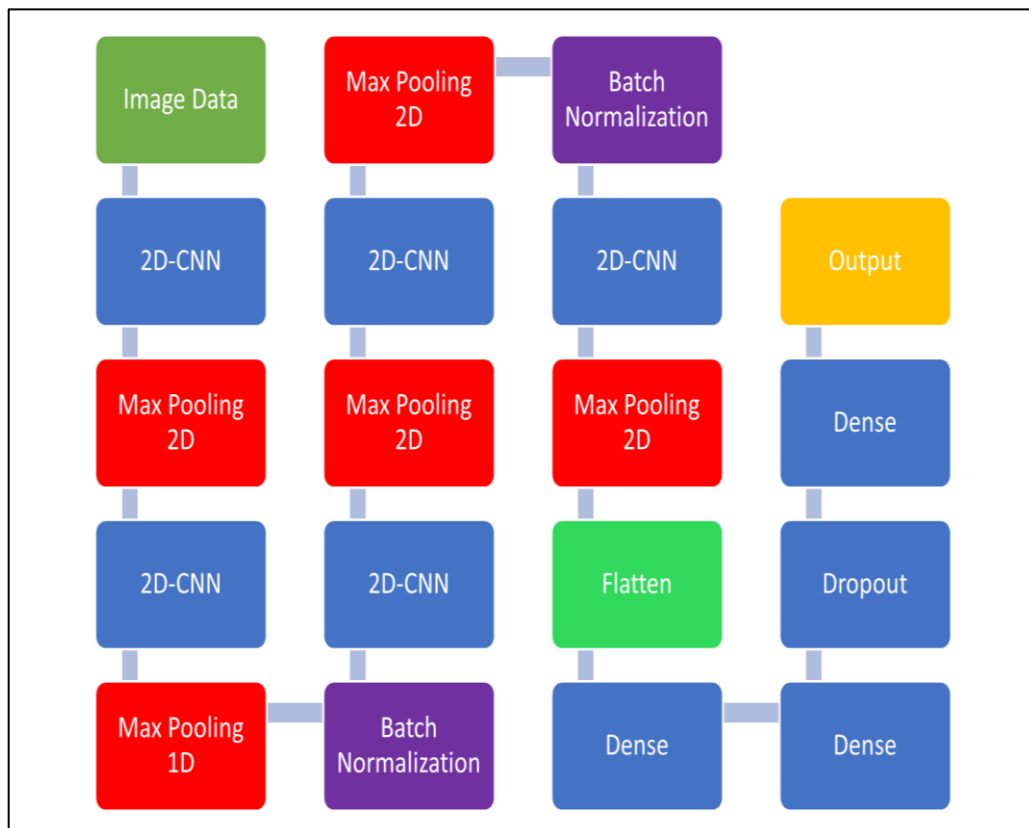 Image Data
2D-CNN
Max Pooling
2D
2D-CNN
Max Pooling
1D
Batch
Normalization
2D-CNN
Max Pooling
2D
2D-CNN
Max Pooling
2D
Batch
Normalization
2D-CNN
Max Pooling
2D
Flatten
Dense
Dense
Dropout
Dense
Output